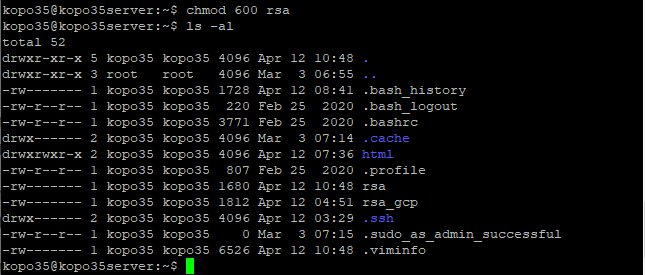 kopo35@kopo35server:~$ chmod 600 rsa
kopo35@kopo35server:~$ ls -al
total 52
drwxr-xr-x 5 kopo35 kopo35 4096 Apr 12 10:48 .
drwxr-xr-x 3 root   root   4096 Mar  3 06:55 ..
-rw------- 1 kopo35 kopo35 1728 Apr 12 08:41 .bash_history
-rw-r--r-- 1 kopo35 kopo35  220 Feb 25  2020 .bash_logout
-rw-r--r-- 1 kopo35 kopo35 3771 Feb 25  2020 .bashrc
drwx------ 2 kopo35 kopo35 4096 Mar  3 07:14 .cache
drwxrwxr-x 2 kopo35 kopo35 4096 Apr 12 07:36 html
-rw-r--r-- 1 kopo35 kopo35  807 Feb 25  2020 .profile
-rw------- 1 kopo35 kopo35 1680 Apr 12 10:48 rsa
-rw------- 1 kopo35 kopo35 1812 Apr 12 04:51 rsa_gcp
drwx------ 2 kopo35 kopo35 4096 Apr 12 03:29 .ssh
-rw-r--r-- 1 kopo35 kopo35    0 Mar  3 07:15 .sudo_as_admin_successful
-rw------- 1 kopo35 kopo35 6526 Apr 12 10:48 .viminfo
kopo35@kopo35server:~$